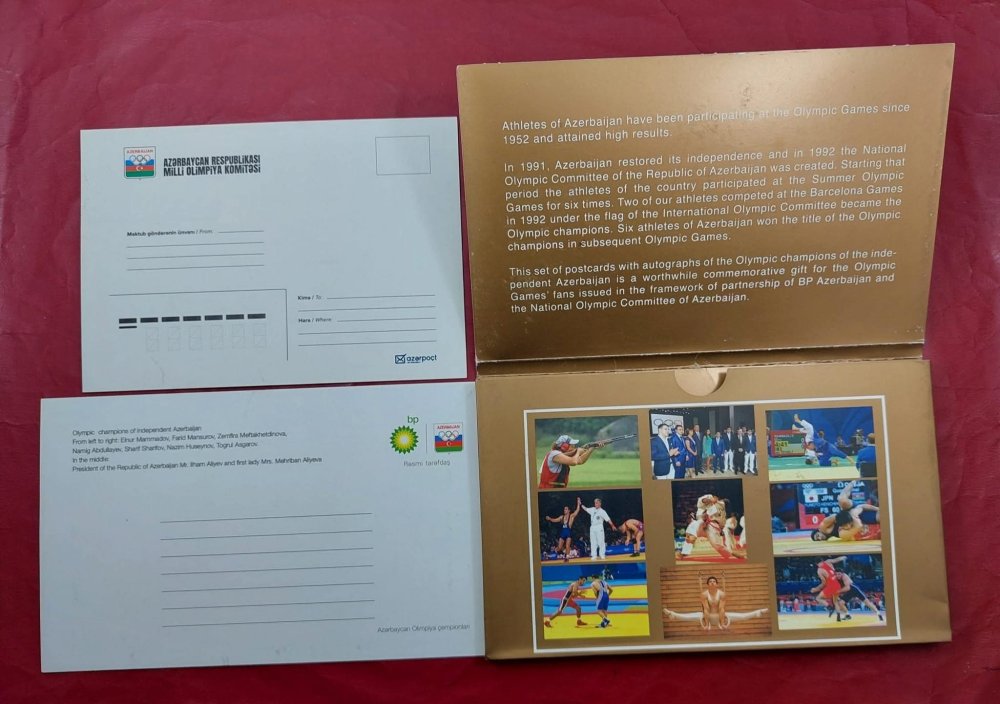 AZERBAIJAN
AZƏRBAYCAN RESPUBLİKASI
MİLLİ OLİMPİYA KOMİTƏSİ
Məktub göndərənin ünvanı / From:
Kimə / To:
Hara / Where:
azərpoçt
Olympic champions of independent Azerbaijan
From left to right: Elnur Mammadov, Farid Mansurov, Zemfira Meftakhetdinova,
Namig Abdullayev, Sharif Sharifov, Nazim Huseynov, Togrul Asgarov.
In the middle:
President of the Republic of Azerbaijan Mr. Ilham Aliyev and first lady Mrs. Mehriban Aliyeva
bp
AZERBAIJAN
Rəsmi tərəfdaş
Azərbaycan Olimpiya çempionları
Athletes of Azerbaijan have been participating at the Olympic Games since
1952 and attained high results.
In 1991, Azerbaijan restored its independence and in 1992 the National
Olympic Committee of the Republic of Azerbaijan was created. Starting that
period the athletes of the country participated at the Summer Olympic
Games for six times. Two of our athletes competed at the Barcelona Games
in 1992 under the flag of the International Olympic Committee became the
Olympic champions. Six athletes of Azerbaijan won the title of the Olympic
champions in subsequent Olympic Games.
This set of postcards with autographs of the Olympic champions of the inde-
pendent Azerbaijan is a worthwhile commemorative gift for the Olympic
Games' fans issued in the framework of partnership of BP Azerbaijan and
the National Olympic Committee of Azerbaijan.
JPN
FS 60
0